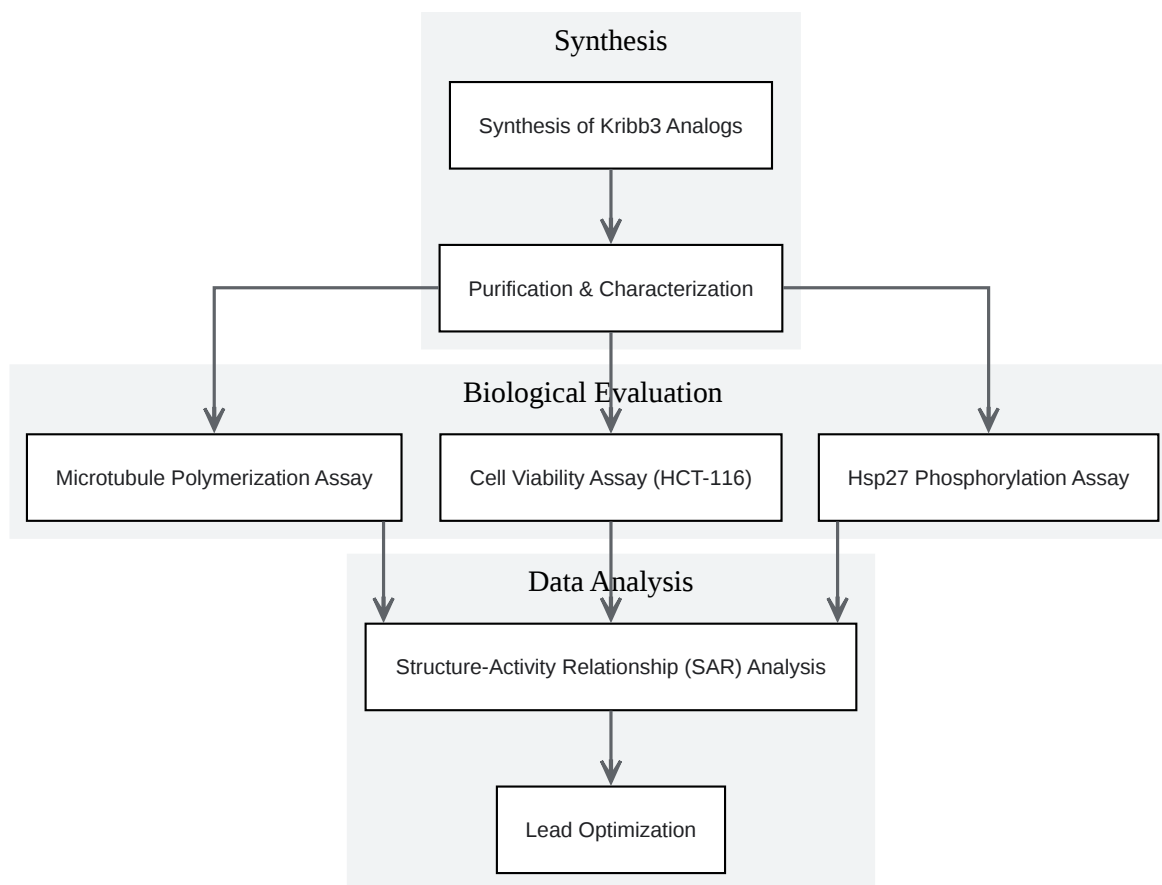 Synthesis
Synthesis of Kribb3 Analogs
Purification & Characterization
Biological Evaluation
Microtubule Polymerization Assay
Cell Viability Assay (HCT-116)
Hsp27 Phosphorylation Assay
Data Analysis
Structure-Activity Relationship (SAR) Analysis
Lead Optimization